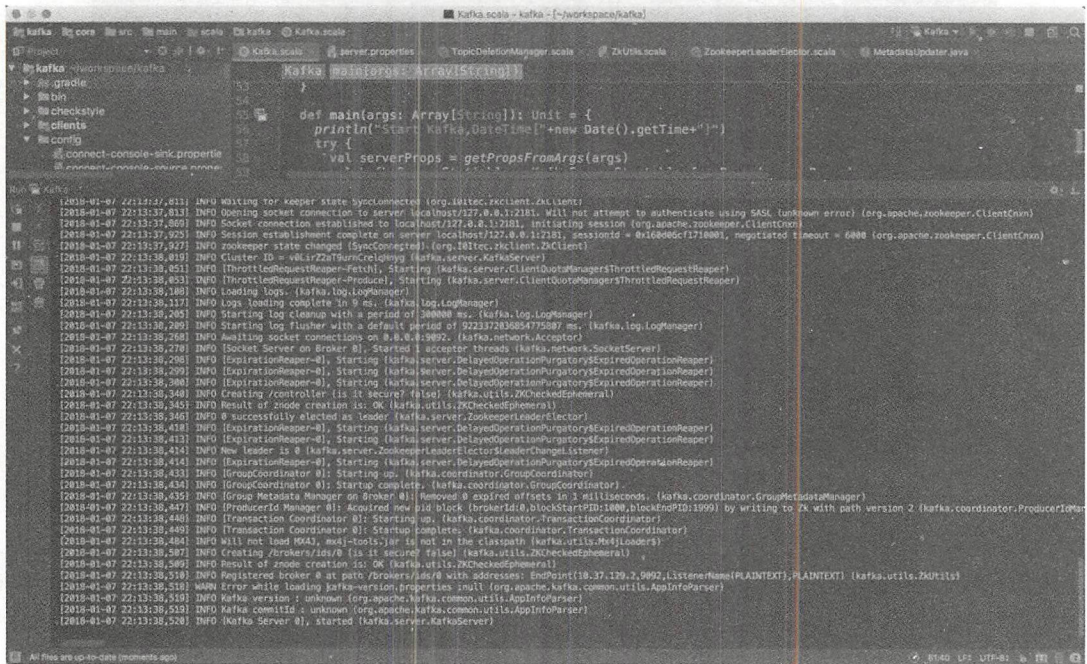 Kafka.scala - kafka - [~/workspace/kafka]
kafka core src main scala kafka Kafka.scala Kafka
Project Kafka.scala server.properties TopicDeletionManager.scala ZkUtils.scala ZookeeperLeaderElector.scala MetadataUpdater.java
kafka ~/workspace/kafka
Kafka main(args: Array[String])
.gradle
53 }
bin
54
checkstyle
55 def main(args: Array[String]): Unit = {
clients
56 println("Start Kafka,DateTime["+new Date().getTime+"]")
config
57 try {
connect-console-sink.propertie
58 val serverProps = getPropsFromArgs(args)
connect-console-source.prope
59
Run Kafka
[2018-01-07 22:13:37,811] INFO Waiting for keeper state SyncConnected (org.I0Itec.zkclient.ZkClient)
[2018-01-07 22:13:37,813] INFO Opening socket connection to server localhost/127.0.0.1:2181. Will not attempt to authenticate using SASL (unknown error) (org.apache.zookeeper.ClientCnxn)
[2018-01-07 22:13:37,869] INFO Socket connection established to localhost/127.0.0.1:2181, initiating session (org.apache.zookeeper.ClientCnxn)
[2018-01-07 22:13:37,925] INFO Session establishment complete on server localhost/127.0.0.1:2181, sessionid = 0x160d06cf1710001, negotiated timeout = 6000 (org.apache.zookeeper.ClientCnxn)
[2018-01-07 22:13:37,927] INFO zookeeper state changed (SyncConnected) (org.I0Itec.zkclient.ZkClient)
[2018-01-07 22:13:38,019] INFO Cluster ID = (kafka.server.KafkaServer)
[2018-01-07 22:13:38,051] INFO [ThrottledRequestReaper-Fetch], Starting (kafka.server.ClientQuotaManager$ThrottledRequestReaper)
[2018-01-07 22:13:38,053] INFO [ThrottledRequestReaper-Produce], Starting (kafka.server.ClientQuotaManager$ThrottledRequestReaper)
[2018-01-07 22:13:38,108] INFO Loading logs. (kafka.log.LogManager)
[2018-01-07 22:13:38,117] INFO Logs loading complete in 9 ms. (kafka.log.LogManager)
[2018-01-07 22:13:38,205] INFO Starting log cleanup with a period of 300000 ms. (kafka.log.LogManager)
[2018-01-07 22:13:38,209] INFO Starting log flusher with a default period of 9223372036854775807 ms. (kafka.log.LogManager)
[2018-01-07 22:13:38,268] INFO Awaiting socket connections on 0.0.0.0:9092. (kafka.network.Acceptor)
[2018-01-07 22:13:38,270] INFO [Socket Server on Broker 0], Started 1 acceptor threads (kafka.network.SocketServer)
[2018-01-07 22:13:38,298] INFO [ExpirationReaper-0], Starting (kafka.server.DelayedOperationPurgatory$ExpiredOperationReaper)
[2018-01-07 22:13:38,299] INFO [ExpirationReaper-0], Starting (kafka.server.DelayedOperationPurgatory$ExpiredOperationReaper)
[2018-01-07 22:13:38,300] INFO [ExpirationReaper-0], Starting (kafka.server.DelayedOperationPurgatory$ExpiredOperationReaper)
[2018-01-07 22:13:38,340] INFO Creating /controller (is it secure? false) (kafka.utils.ZKCheckedEphemeral)
[2018-01-07 22:13:38,345] INFO Result of znode creation is: OK (kafka.utils.ZKCheckedEphemeral)
[2018-01-07 22:13:38,346] INFO 0 successfully elected as leader (kafka.server.ZookeeperLeaderElector)
[2018-01-07 22:13:38,410] INFO [ExpirationReaper-0], Starting (kafka.server.DelayedOperationPurgatory$ExpiredOperationReaper)
[2018-01-07 22:13:38,413] INFO [ExpirationReaper-0], Starting (kafka.server.DelayedOperationPurgatory$ExpiredOperationReaper)
[2018-01-07 22:13:38,414] INFO New leader is 0 (kafka.server.ZookeeperLeaderElector$LeaderChangeListener)
[2018-01-07 22:13:38,414] INFO [ExpirationReaper-0], Starting (kafka.server.DelayedOperationPurgatory$ExpiredOperationReaper)
[2018-01-07 22:13:38,433] INFO [GroupCoordinator 0]: Starting up. (kafka.coordinator.GroupCoordinator)
[2018-01-07 22:13:38,434] INFO [GroupCoordinator 0]: Startup complete. (kafka.coordinator.GroupCoordinator)
[2018-01-07 22:13:38,435] INFO [Group Metadata Manager on Broker 0]: Removed 0 expired offsets in 1 milliseconds. (kafka.coordinator.GroupMetadataManager)
[2018-01-07 22:13:38,447] INFO [ProducerId Manager 0]: Acquired new pid block (brokerId:0,blockStartPID:1000,blockEndPID:1999) by writing to Zk with path version 2 (kafka.coordinator.ProducerIdMan
[2018-01-07 22:13:38,448] INFO [Transaction Coordinator 0]: Starting up. (kafka.coordinator.TransactionCoordinator)
[2018-01-07 22:13:38,449] INFO [Transaction Coordinator 0]: Startup complete. (kafka.coordinator.TransactionCoordinator)
[2018-01-07 22:13:38,484] INFO Will not load MX4J, mx4j-tools.jar is not in the classpath (kafka.utils.Mx4jLoader$)
[2018-01-07 22:13:38,507] INFO Creating /brokers/ids/0 (is it secure? false) (kafka.utils.ZKCheckedEphemeral)
[2018-01-07 22:13:38,509] INFO Result of znode creation is: OK (kafka.utils.ZKCheckedEphemeral)
[2018-01-07 22:13:38,510] INFO Registered broker 0 at path /brokers/ids/0 with addresses: EndPoint(10.37.129.2,9092,ListenerName(PLAINTEXT),PLAINTEXT) (kafka.utils.ZkUtils)
[2018-01-07 22:13:38,518] WARN Error while loading kafka-version.properties :null (org.apache.kafka.common.utils.AppInfoParser)
[2018-01-07 22:13:38,519] INFO Kafka version : unknown (org.apache.kafka.common.utils.AppInfoParser)
[2018-01-07 22:13:38,519] INFO Kafka commitId : unknown (org.apache.kafka.common.utils.AppInfoParser)
[2018-01-07 22:13:38,520] INFO [Kafka Server 0], started (kafka.server.KafkaServer)
All files are up-to-date (moments ago) 81:40 LF: UTF-8: